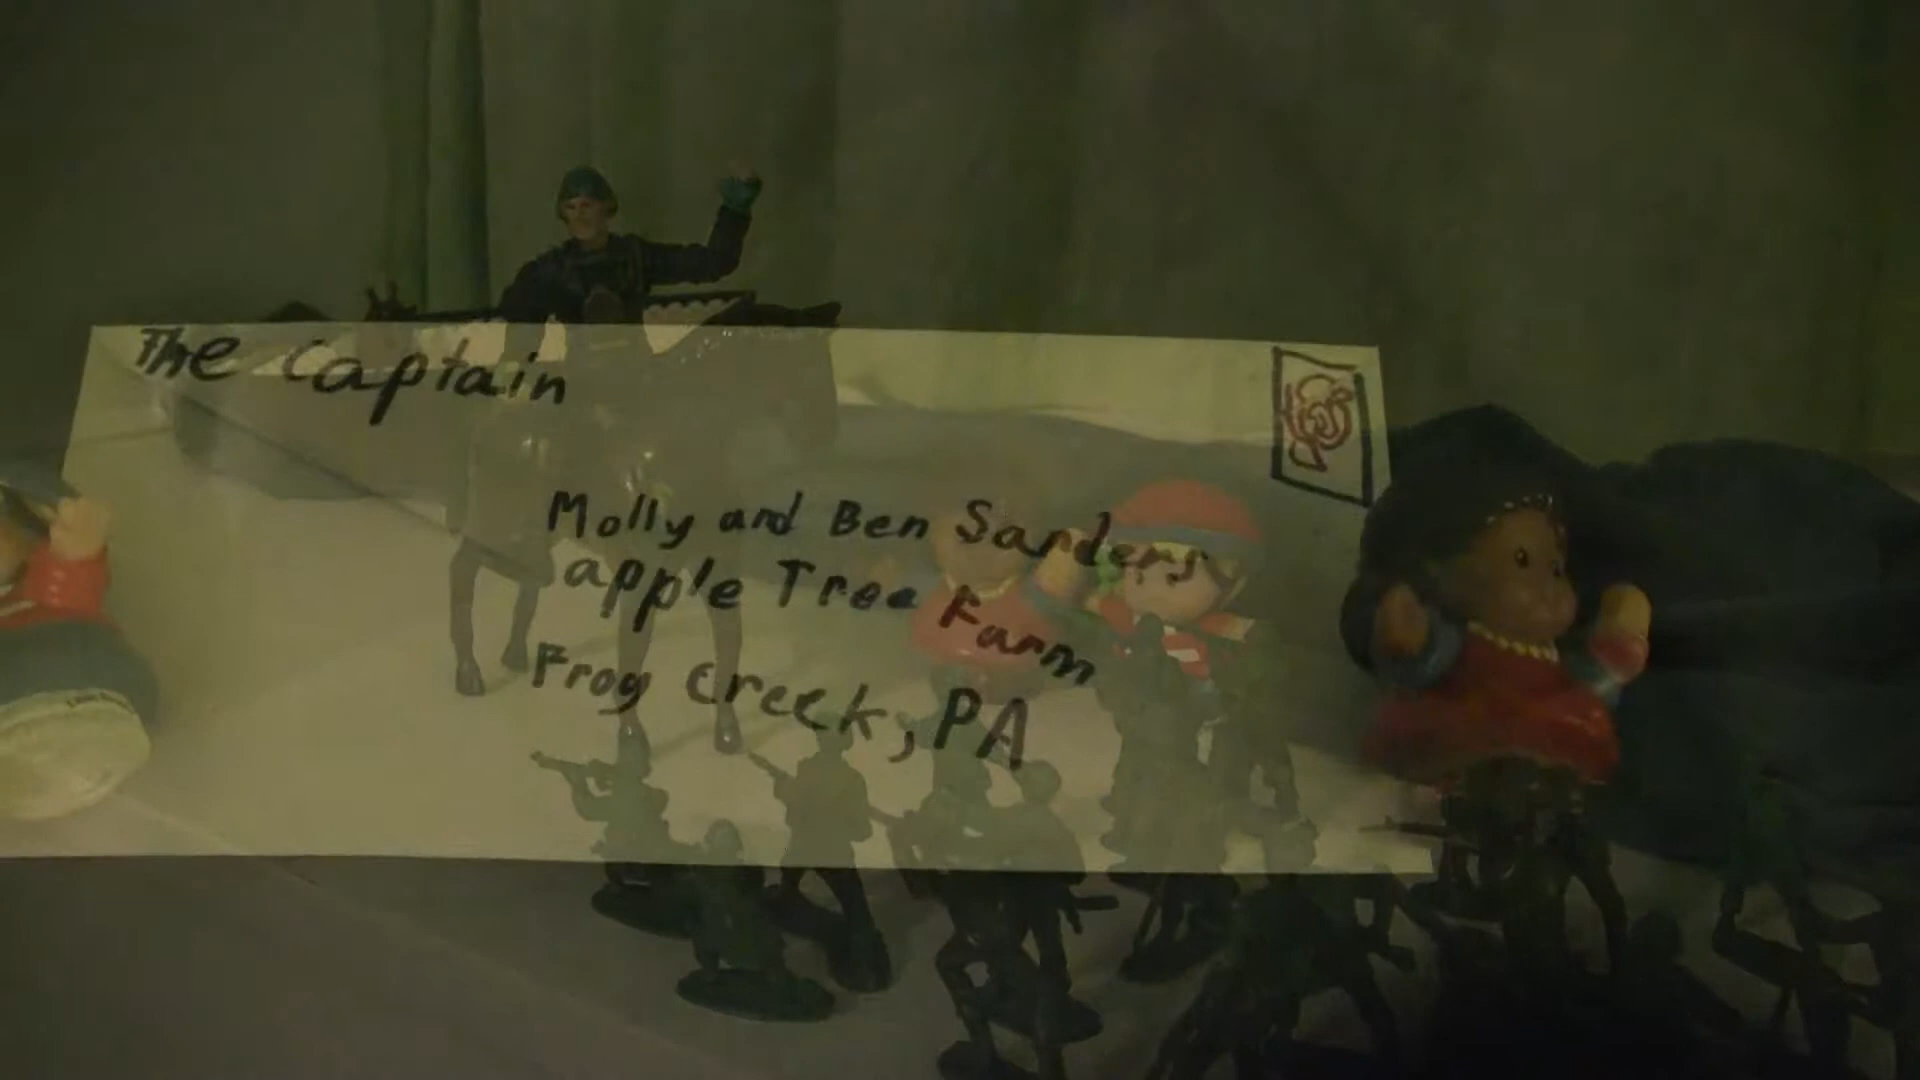 The Captain
Molly and Ben Sanders
apple Tree Farm
Frog Creek, PA